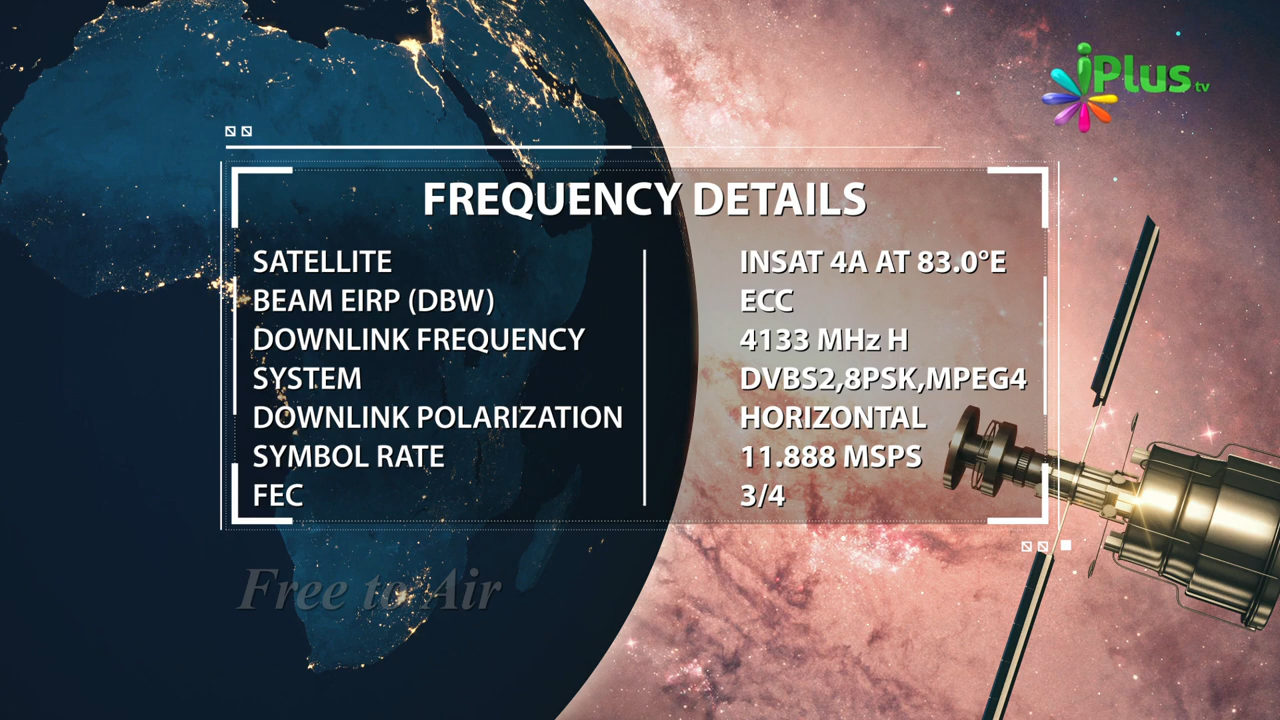 iPlus tv
FREQUENCY DETAILS
SATELLITE INSAT 4A AT 83.0°E
BEAM EIRP (DBW) ECC
DOWNLINK FREQUENCY 4133 MHz H
SYSTEM DVBS2,8PSK,MPEG4
DOWNLINK POLARIZATION HORIZONTAL
SYMBOL RATE 11.888 MSPS
FEC 3/4
Free to Air